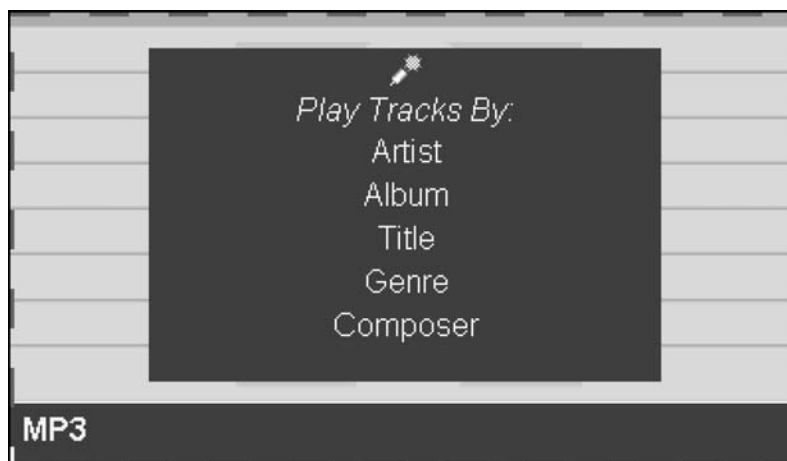 Play Tracks By:
Artist
Album
Title
Genre
Composer
MP3